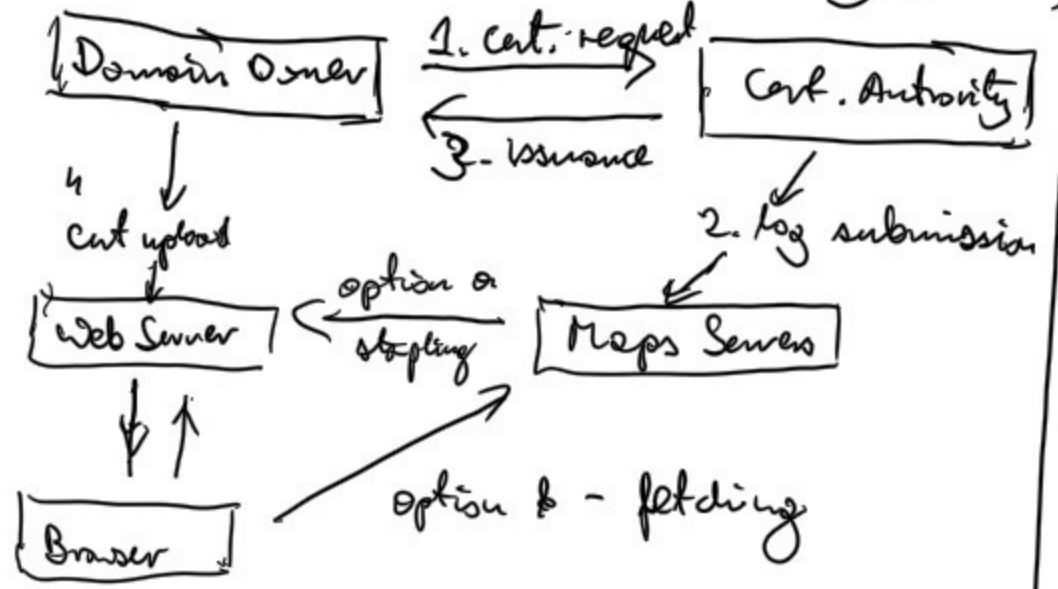 1. cert. request
Domain Owner
Cert. Autrority
3. issuance
4
cert upload
2. log submission
option a
stapling
Web Server
Maps Servers
option b - fetching
Browser